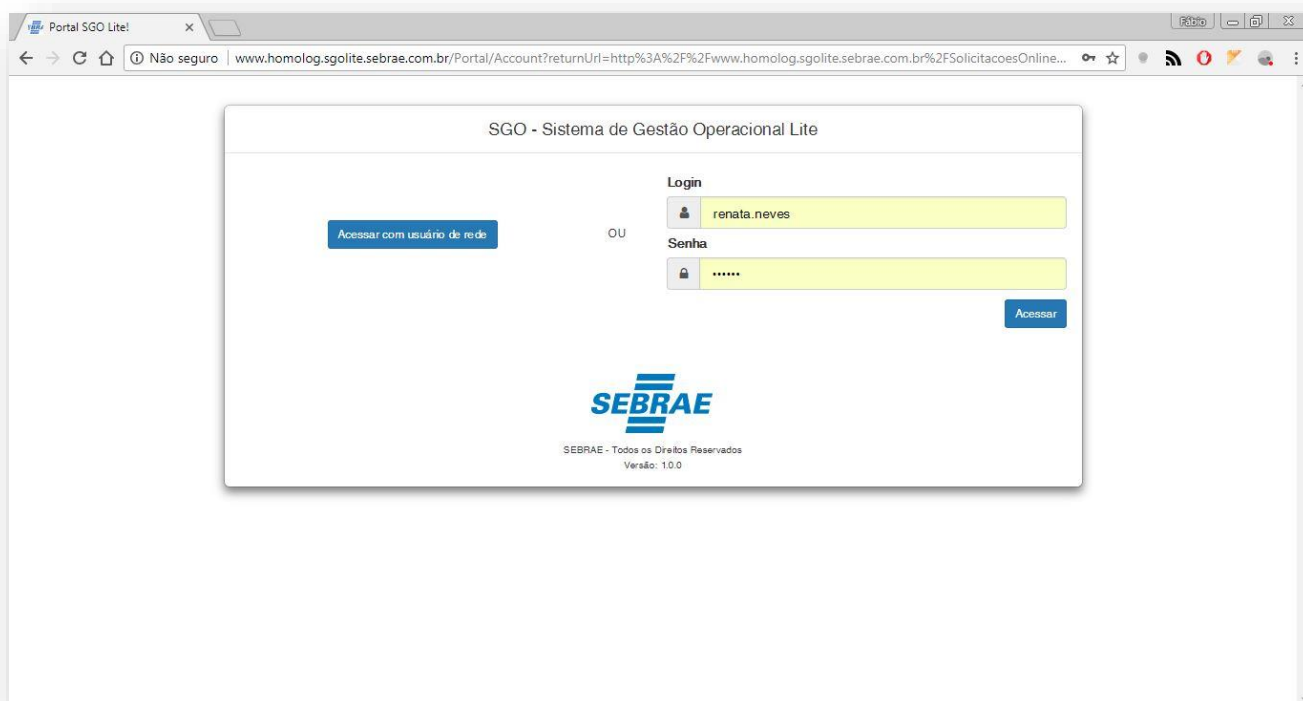 Portal SGO Lite!
Fábio
Não seguro | www.homolog.sgolite.sebrae.com.br/Portal/Account?returnUrl=http%3A%2F%2Fwww.homolog.sgolite.sebrae.com.br%2FSolicitacoesOnline...
SGO - Sistema de Gestão Operacional Lite
Login
renata.neves
Acessar com usuário de rede
OU
Senha
••••••
Acessar
SEBRAE
SEBRAE - Todos os Direitos Reservados
Versão: 1.0.0